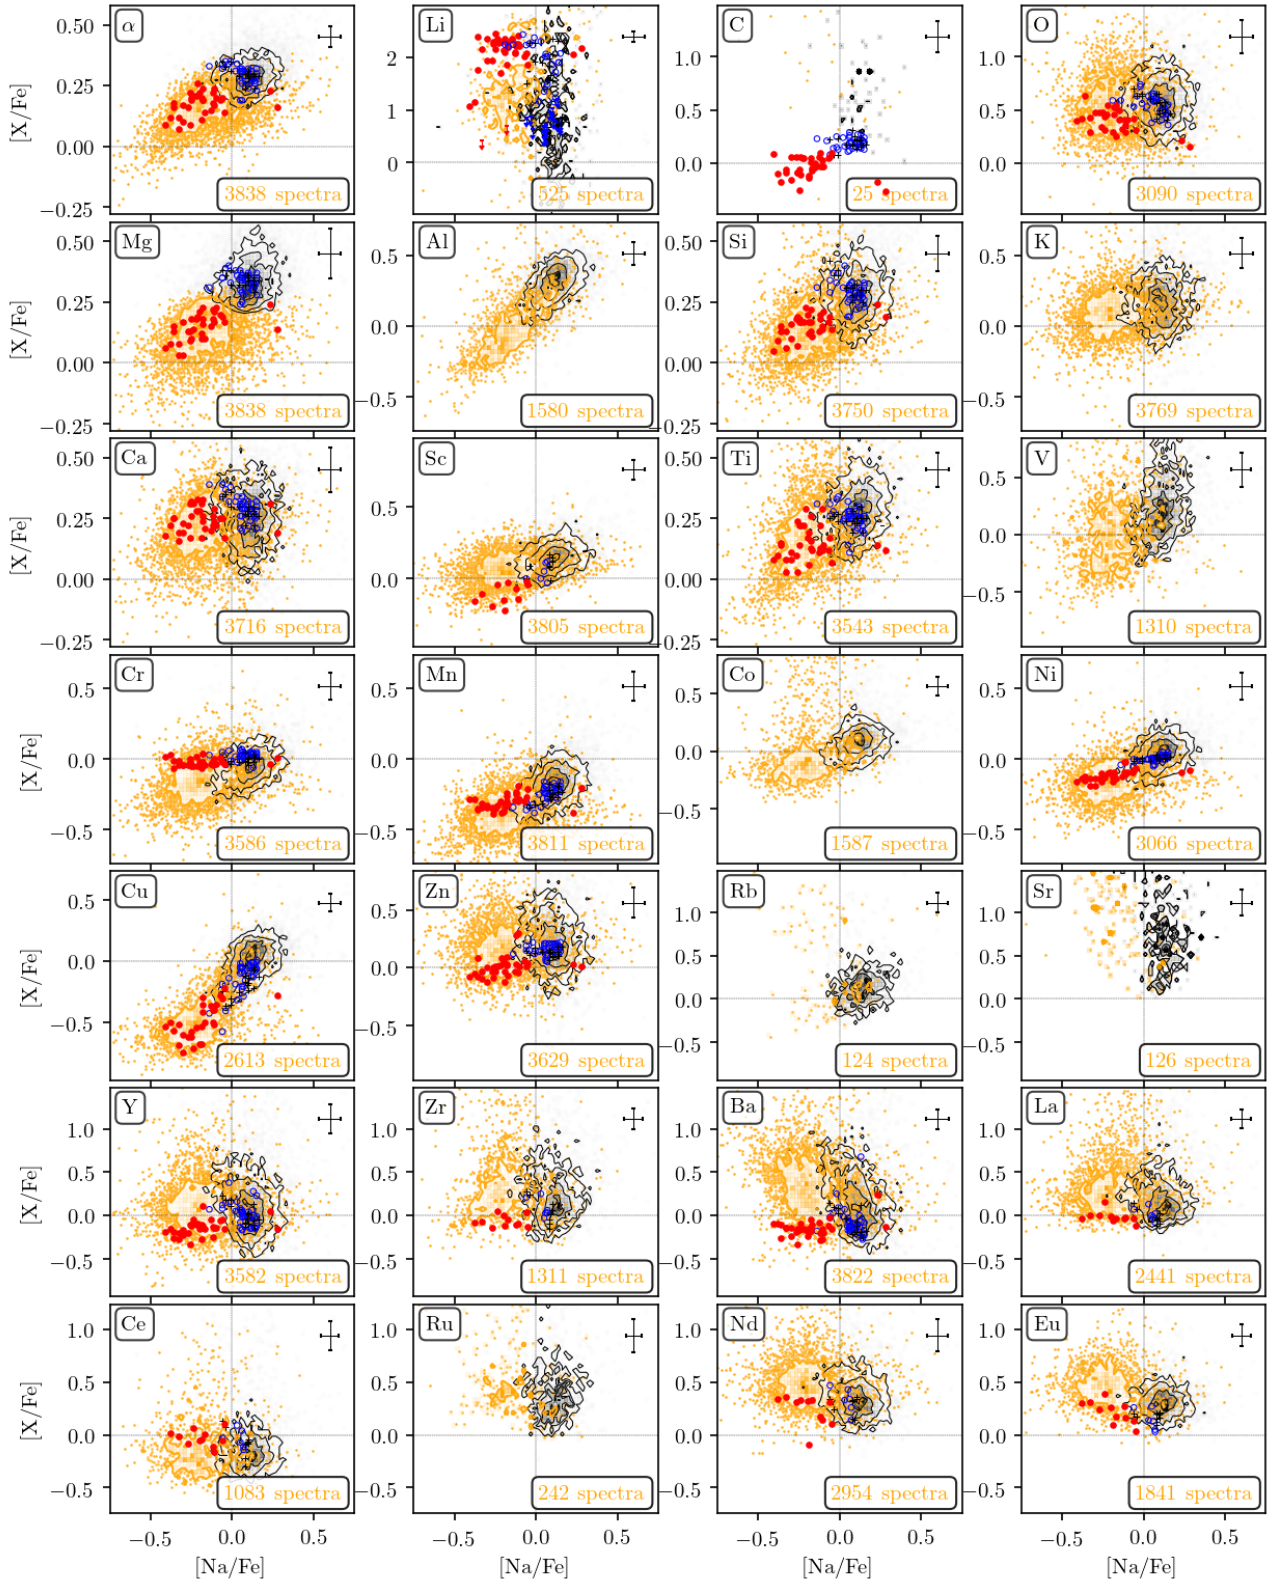 α Li C O
0.50 2 1.0 1.0
0.25 1 0.5 0.5
0.00 0 0.0 0.0
−0.25
[X/Fe]
3838 spectra 525 spectra 25 spectra 3090 spectra
Mg Al Si K
0.50 0.5 0.50 0.5
0.25 0.25
0.00 0.0 0.00 0.0
−0.25 −0.5 −0.25 −0.5
[X/Fe]
3838 spectra 1580 spectra 3750 spectra 3769 spectra
Ca Sc Ti V
0.50 0.5 0.50 0.5
0.25 0.25
0.00 0.0 0.00 0.0
−0.25 −0.25 −0.5
[X/Fe]
3716 spectra 3805 spectra 3543 spectra 1310 spectra
Cr Mn Co Ni
0.5 0.5 0.5 0.5
0.0 0.0 0.0 0.0
−0.5 −0.5 −0.5 −0.5
[X/Fe]
3586 spectra 3811 spectra 1587 spectra 3066 spectra
Cu Zn Rb Sr
0.5 0.5 1.0 1.0
0.0 0.0 0.5 0.5
−0.5 −0.5 0.0 0.0
−0.5 −0.5
[X/Fe]
2613 spectra 3629 spectra 124 spectra 126 spectra
Y Zr Ba La
1.0 1.0 1.0 1.0
0.5 0.5 0.5 0.5
0.0 0.0 0.0 0.0
−0.5 −0.5 −0.5 −0.5
[X/Fe]
3582 spectra 1311 spectra 3822 spectra 2441 spectra
Ce Ru Nd Eu
1.0 1.0 1.0 1.0
0.5 0.5 0.5 0.5
0.0 0.0 0.0 0.0
−0.5 −0.5 −0.5 −0.5
[X/Fe]
1083 spectra 242 spectra 2954 spectra 1841 spectra
−0.5 0.0 0.5 −0.5 0.0 0.5 −0.5 0.0 0.5 −0.5 0.0 0.5
[Na/Fe] [Na/Fe] [Na/Fe] [Na/Fe]